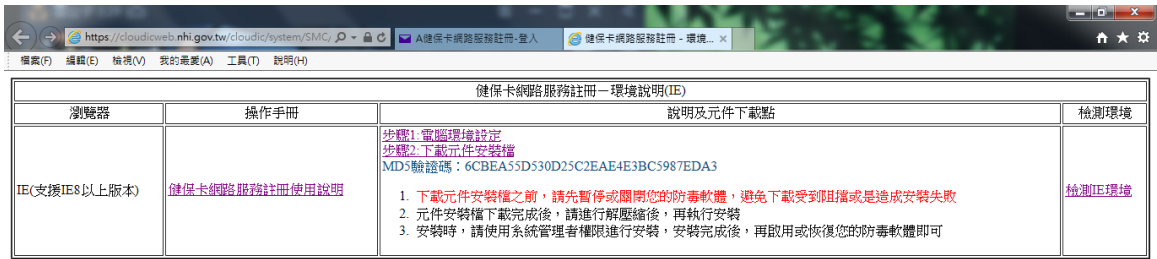 https://cloudicweb.nhi.gov.tw/cloudic/system/SMC/
A健保卡網路服務註冊-登入
健保卡網路服務註冊 - 環境...
檔案(F) 編輯(E) 檢視(V) 我的最愛(A) 工具(T) 說明(H)
健保卡網路服務註冊－環境說明(IE)
瀏覽器 操作手冊 說明及元件下載點 檢測環境
步驟1:電腦環境設定
步驟2:下載元件安裝檔
MD5驗證碼：6CBEA55D530D25C2EAE4E3BC5987EDA3
IE(支援IE8以上版本) 健保卡網路服務註冊使用說明
1. 下載元件安裝檔之前，請先暫停或關閉您的防毒軟體，避免下載受到阻擋或是造成安裝失敗
2. 元件安裝檔下載完成後，請進行解壓縮後，再執行安裝
3. 安裝時，請使用系統管理者權限進行安裝，安裝完成後，再啟用或恢復您的防毒軟體即可
檢測IE環境